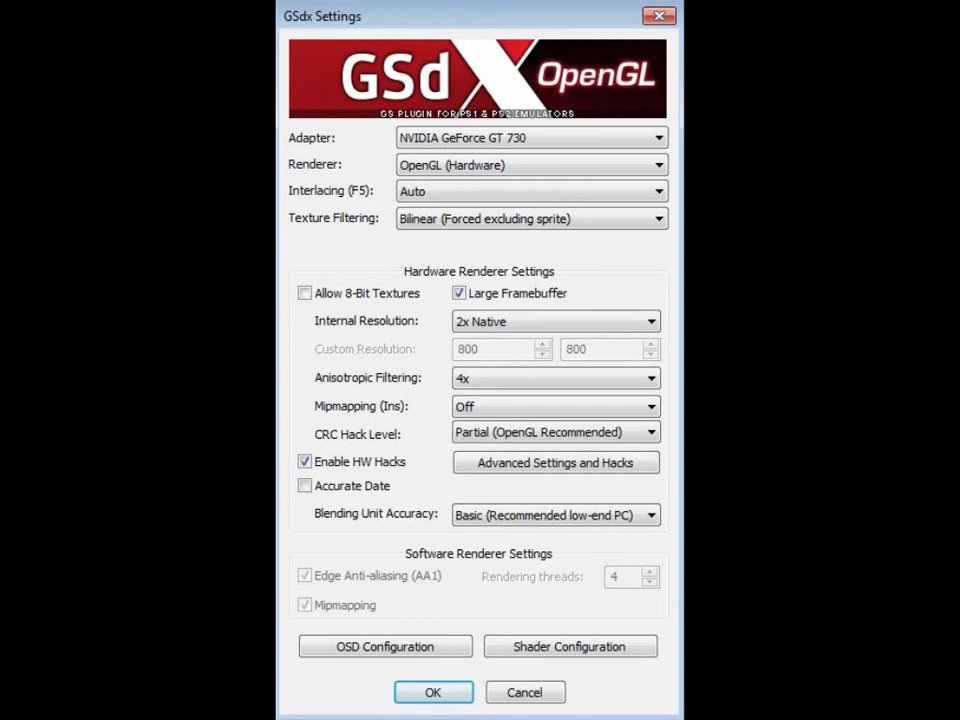 GSdx Settings
GSdX OpenGL
GS PLUGIN FOR PS1 & PS2 EMULATORS
Adapter: NVIDIA GeForce GT 730
Renderer: OpenGL (Hardware)
Interlacing (F5): Auto
Texture Filtering: Bilinear (Forced excluding sprite)
Hardware Renderer Settings
Allow 8-Bit Textures Large Framebuffer
Internal Resolution: 2x Native
Custom Resolution: 800 800
Anisotropic Filtering: 4x
Mipmapping (Ins): Off
CRC Hack Level: Partial (OpenGL Recommended)
Enable HW Hacks Advanced Settings and Hacks
Accurate Date
Blending Unit Accuracy: Basic (Recommended low-end PC)
Software Renderer Settings
Edge Anti-aliasing (AA1) Rendering threads: 4
Mipmapping
OSD Configuration Shader Configuration
OK Cancel